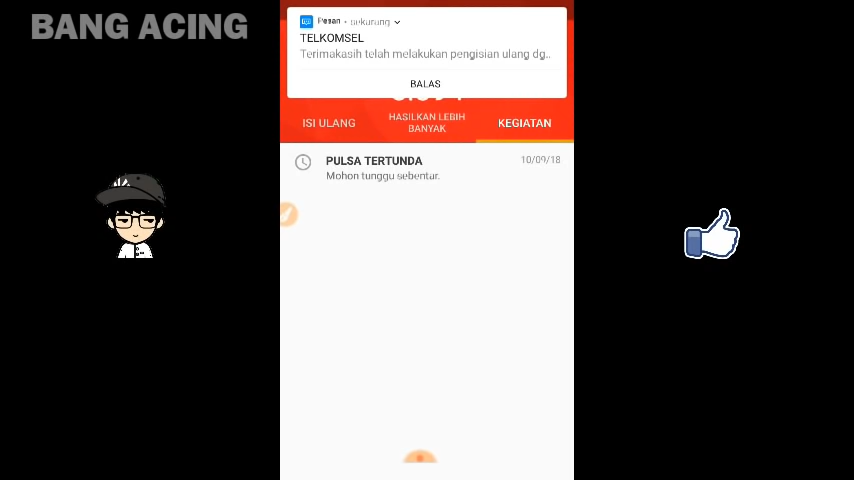 BANG ACING
Pesan • sekarang
TELKOMSEL
Terimakasih telah melakukan pengisian ulang dg..
BALAS
ISI ULANG
HASILKAN LEBIH
BANYAK
KEGIATAN
PULSA TERTUNDA
10/09/18
Mohon tunggu sebentar.